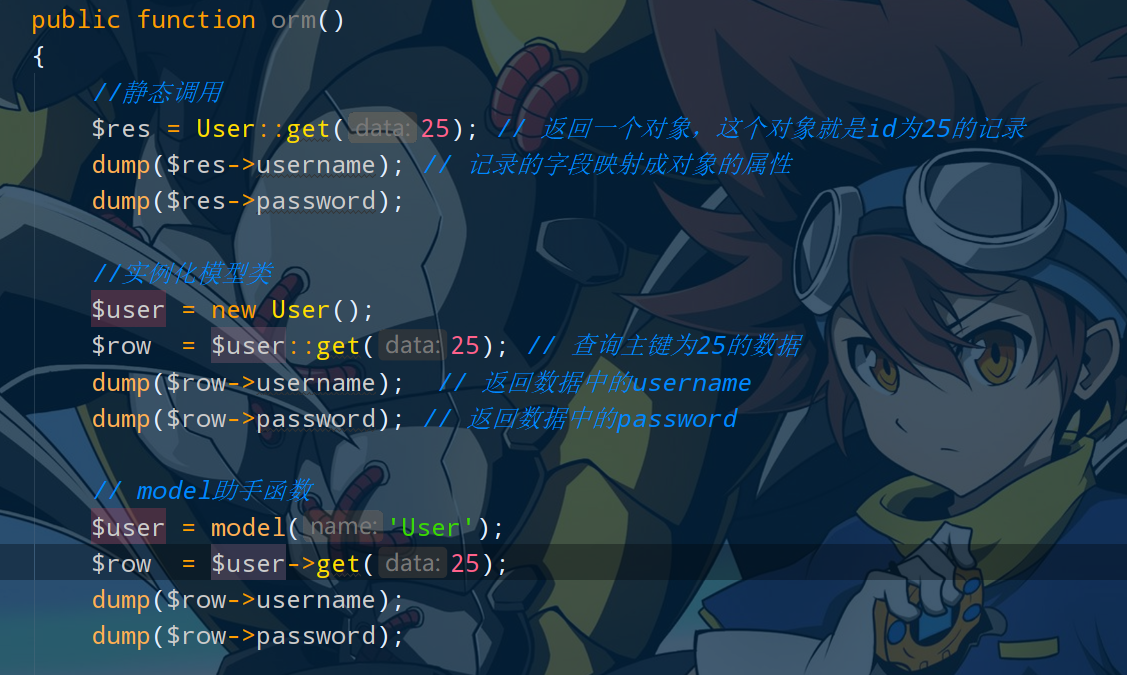 public function orm()
{
//静态调用
$res = User::get( data: 25); // 返回一个对象，这个对象就是id为25的记录
dump($res->username); // 记录的字段映射成对象的属性
dump($res->password);
//实例化模型类
$user = new User();
$row = $user::get( data: 25); // 查询主键为25的数据
dump($row->username); // 返回数据中的username
dump($row->password); // 返回数据中的password
// model助手函数
$user = model( name: 'User');
$row = $user->get( data: 25);
dump($row->username);
dump($row->password);